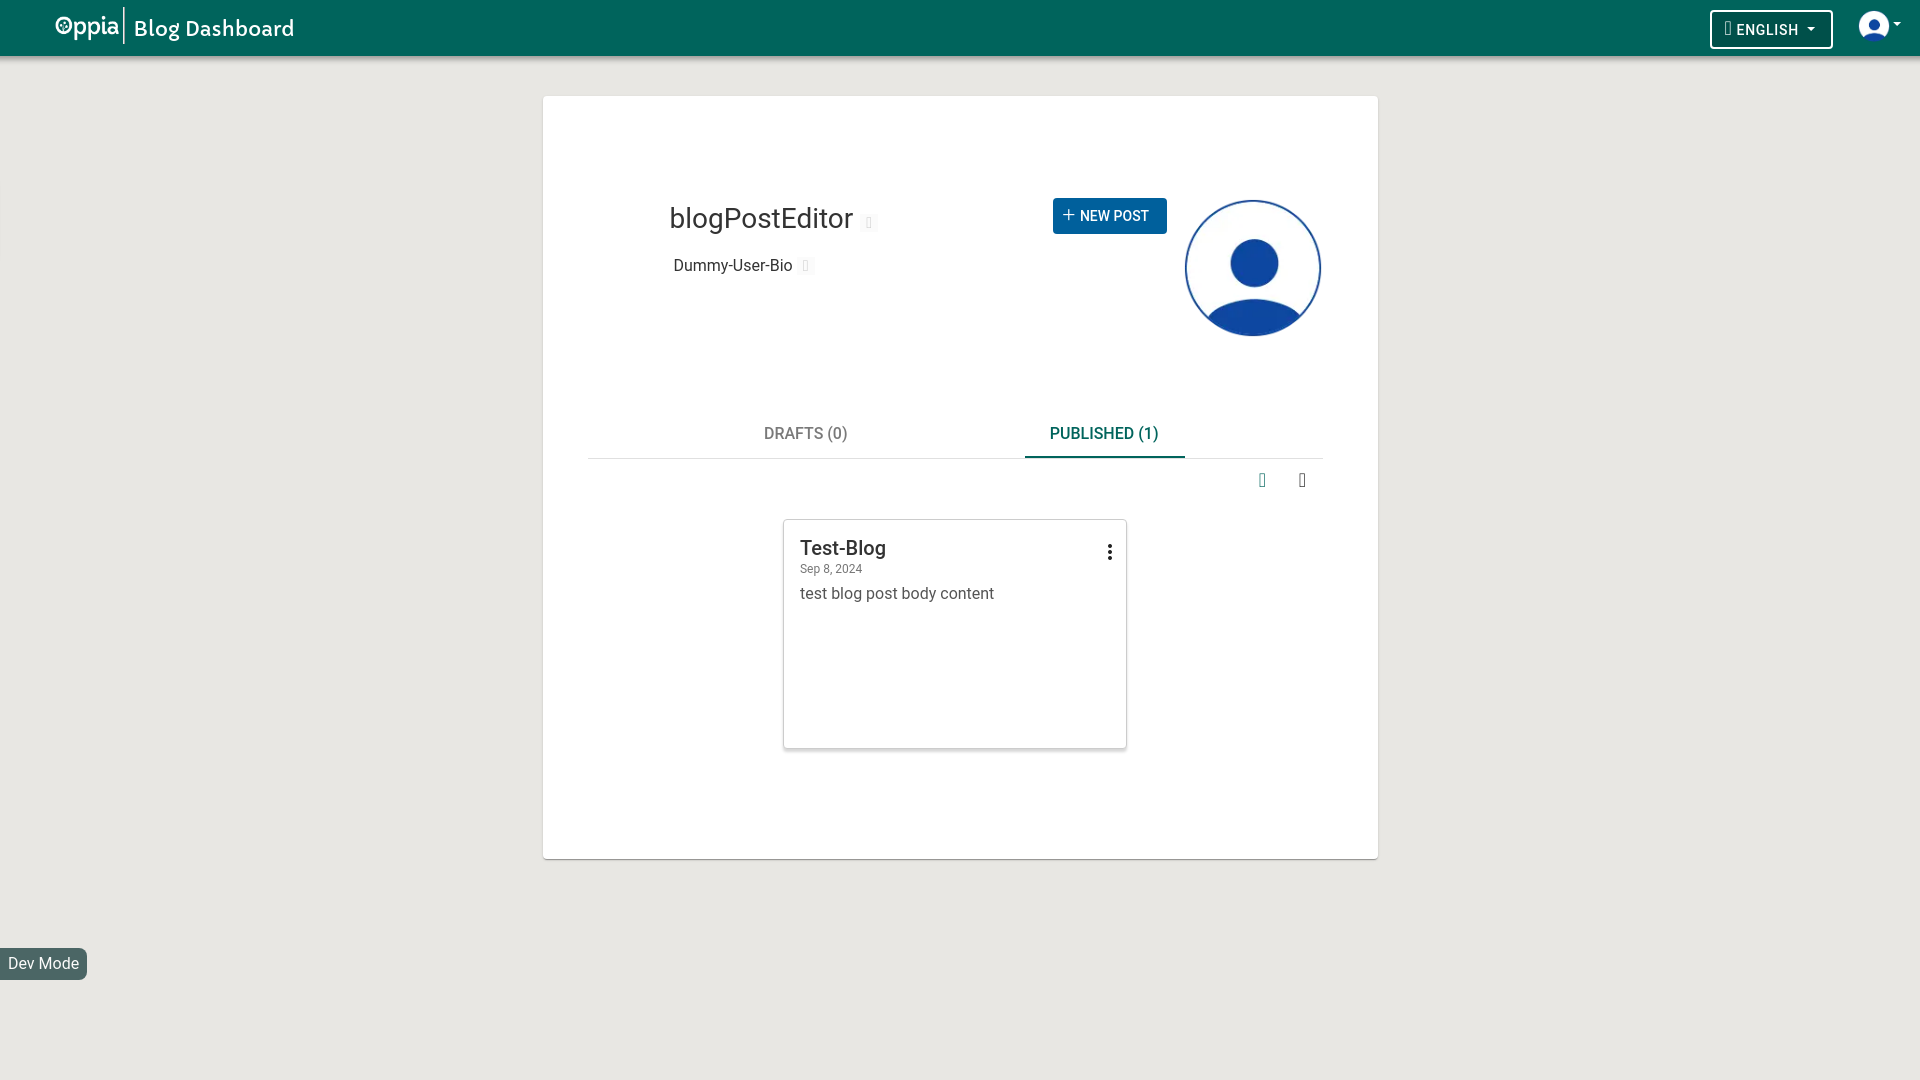 Oppia Blog Dashboard
ENGLISH
blogPostEditor
+ NEW POST
Dummy-User-Bio
DRAFTS (0)
PUBLISHED (1)
Test-Blog
Sep 8, 2024
test blog post body content
Dev Mode